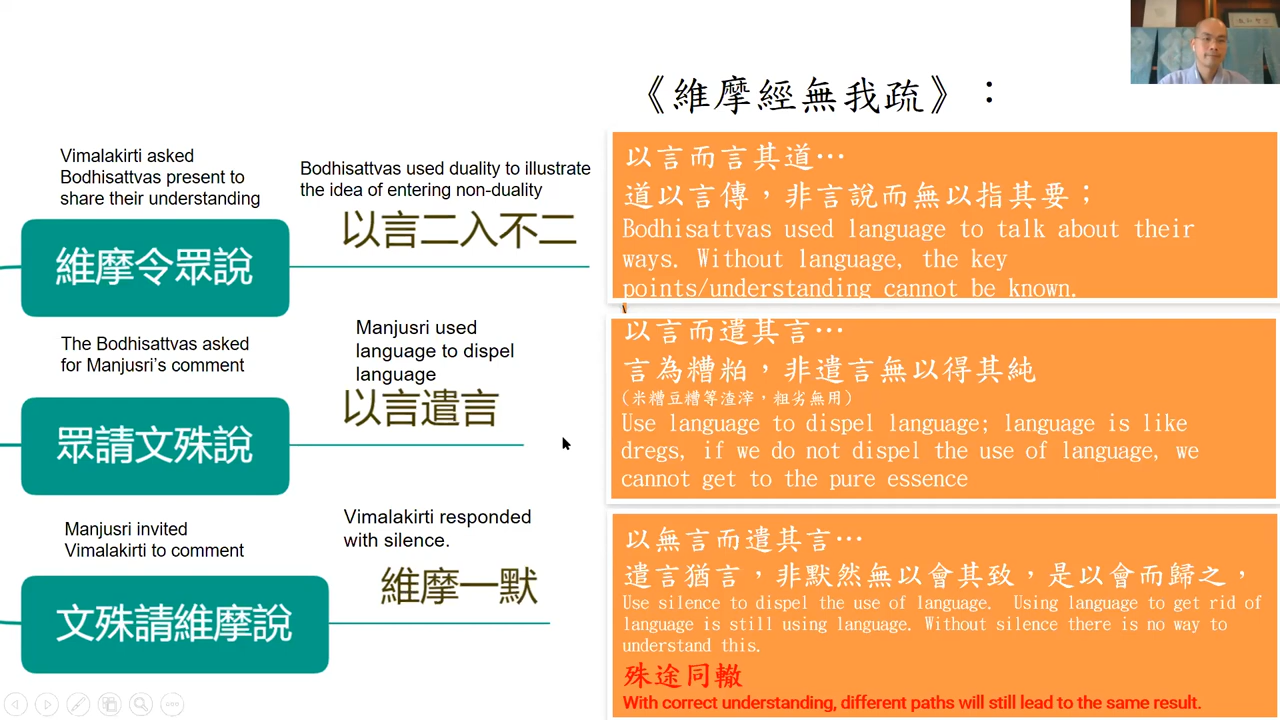 《維摩經無我疏》：
Vimalakirti asked
Bodhisattvas present to
share their understanding
維摩令眾說
Bodhisattvas used duality to illustrate
the idea of entering non-duality
以言二入不二
以言而言其道…
道以言傳，非言說而無以指其要；
Bodhisattvas used language to talk about their
ways. Without language, the key
points/understanding cannot be known.
The Bodhisattvas asked
for Manjusri's comment
眾請文殊說
Manjusri used
language to dispel
language
以言遣言
以言而遣其言…
言為糟粕，非遣言無以得其純
(米糟豆糟等渣滓，粗劣無用)
Use language to dispel language; language is like
dregs, if we do not dispel the use of language, we
cannot get to the pure essence
Manjusri invited
Vimalakirti to comment
文殊請維摩說
Vimalakirti responded
with silence.
維摩一默
以無言而遣其言…
遣言猶言，非默然無以會其致，是以會而歸之，
Use silence to dispel the use of language. Using language to get rid of
language is still using language. Without silence there is no way to
understand this.
殊途同轍
With correct understanding, different paths will still lead to the same result.